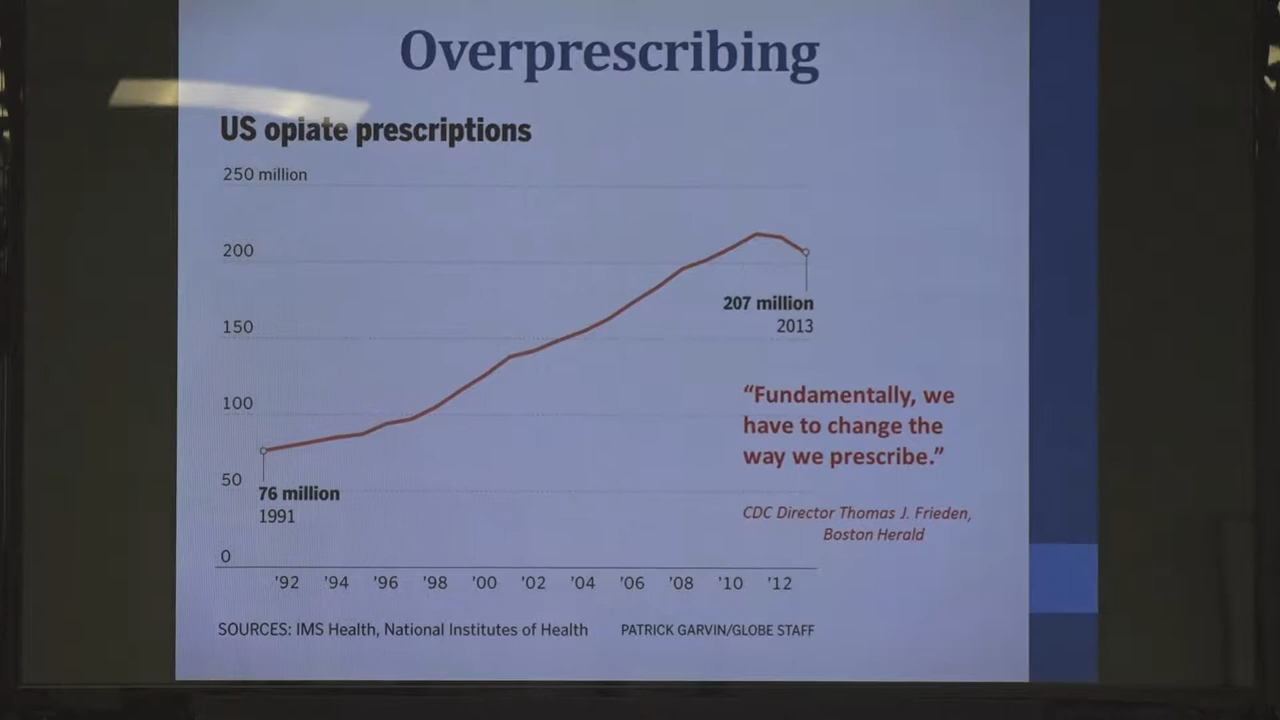 Overprescribing
US opiate prescriptions
250 million
200
150
100
50
0
207 million
2013
76 million
1991
“Fundamentally, we
have to change the
way we prescribe.”
CDC Director Thomas J. Frieden,
Boston Herald
’92 ’94 ’96 ’98 ’00 ’02 ’04 ’06 ’08 ’10 ’12
SOURCES: IMS Health, National Institutes of Health PATRICK GARVIN/GLOBE STAFF